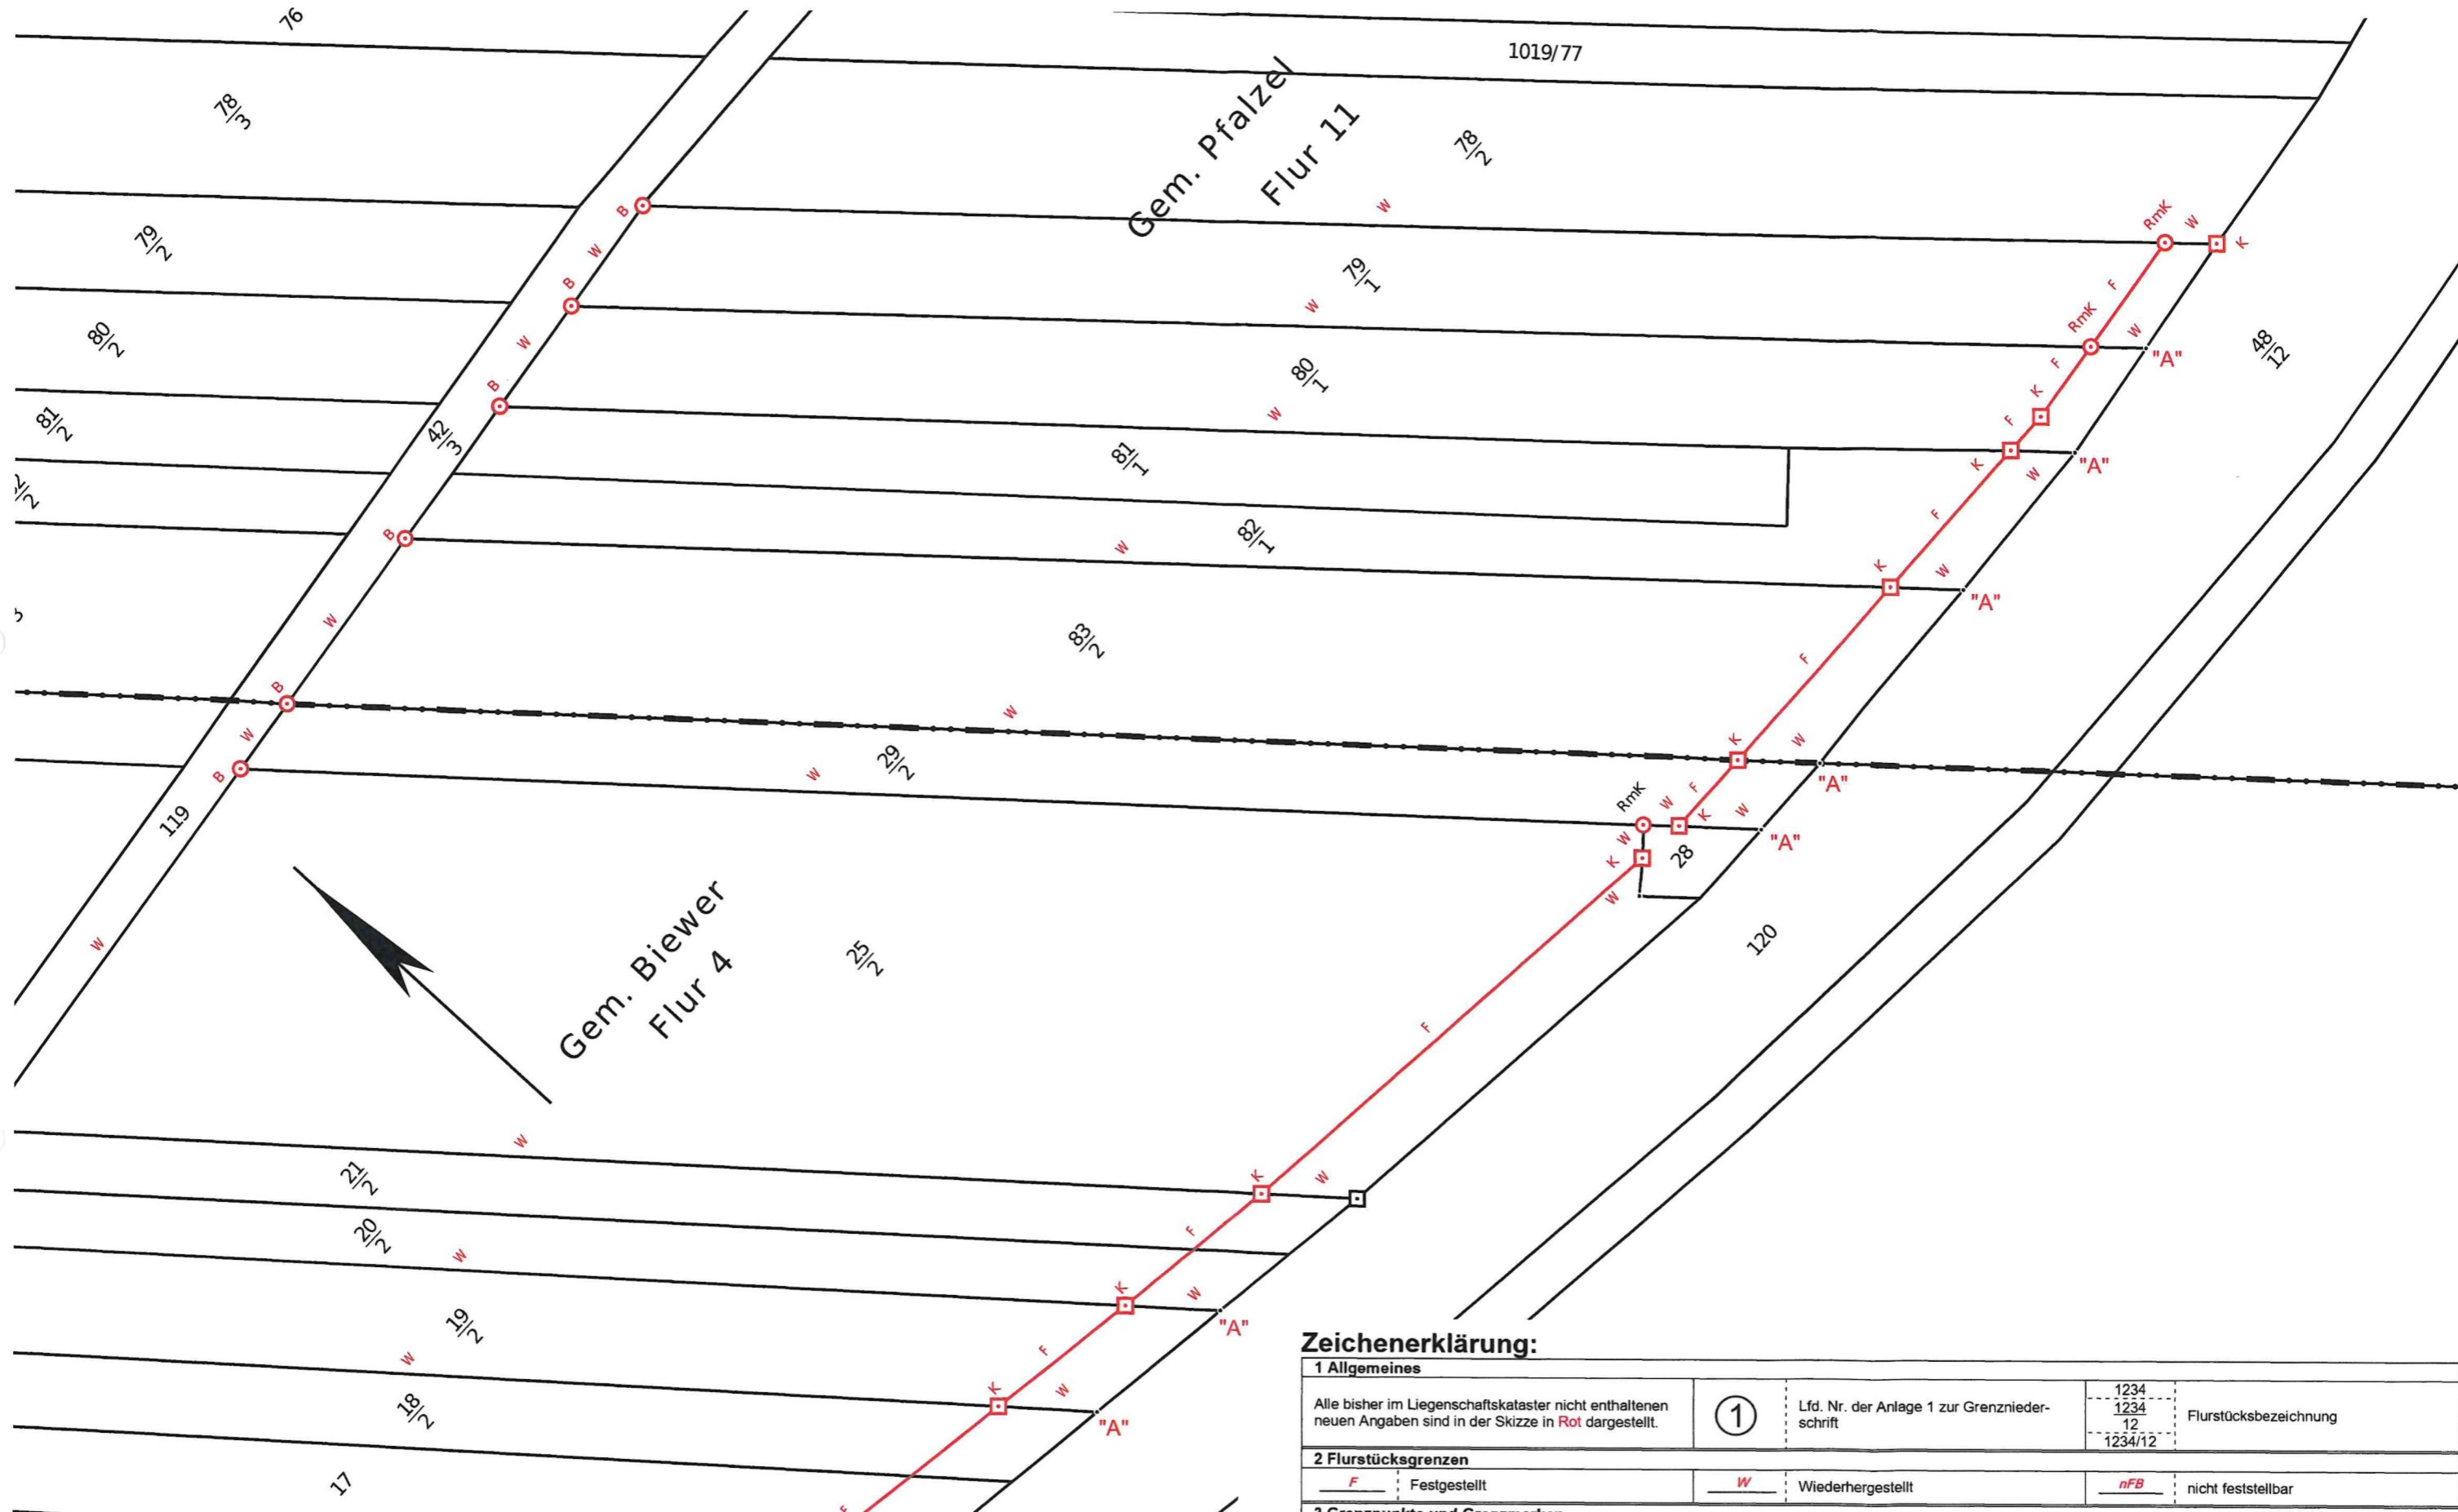 76
1019/77
78
3
Gem. Pfalzel
Flur 11
78
2
B
W
RmK
W
K
79
2
W
79
1
F
B
W
RmK
W
"A"
80
2
W
80
1
F
K
48
12
B
W
F
"A"
81
2
42
3
81
1
K
W
2
B
W
82
1
F
K
W
"A"
W
83
2
F
B
W
K
W
W
29
2
W
"A"
B
RmK
W
F
K
W
119
W
"A"
K
28
W
W
Gem. Biewer
Flur 4
25
2
120
F
W
21
2
K
W
20
2
W
F
K
W
19
2
"A"
W
F
K
W
18
2
"A"
17
F
Zeichenerklärung:
1 Allgemeines
Alle bisher im Liegenschaftskataster nicht enthaltenen
neuen Angaben sind in der Skizze in Rot dargestellt.
1
Lfd. Nr. der Anlage 1 zur Grenznieder-
schrift
1234
1234
12
1234/12
Flurstücksbezeichnung
2 Flurstücksgrenzen
F
Festgestellt
W
Wiederhergestellt
nFB
nicht feststellbar